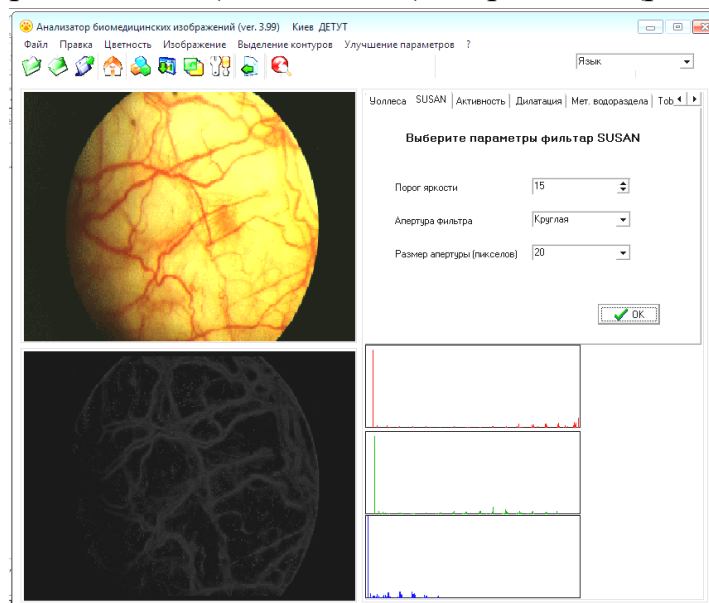 Анализатор биомедицинских изображений (ver. 3.99) Киев ДЕТУТ
Файл Правка Цветность Изображение Выделение контуров Улучшение параметров ?
Язык
Уоллеса SUSAN Активность Дилатация Мет. водораздела Tob
Выберите параметры фильтар SUSAN
Порог яркости 15
Апертура фильтра Круглая
Размер апертуры (пикселов) 20
OK